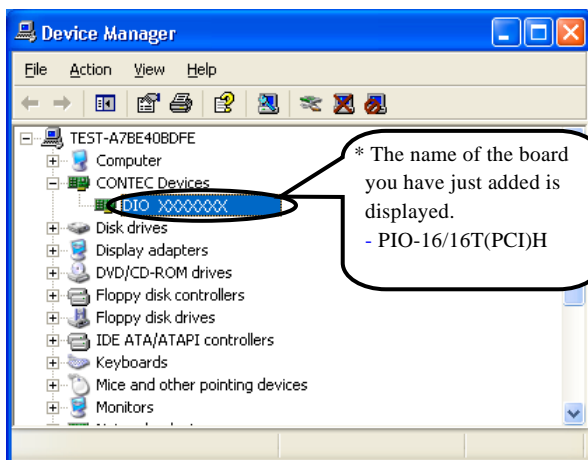 Device Manager
File Action View Help
TEST-A7BE40BDFE
Computer
CONTEC Devices
DIO XXXXXXX
Disk drives
Display adapters
DVD/CD-ROM drives
Floppy disk controllers
Floppy disk drives
IDE ATA/ATAPI controllers
Keyboards
Mice and other pointing devices
Monitors
* The name of the board
you have just added is
displayed.
- PIO-16/16T(PCI)H